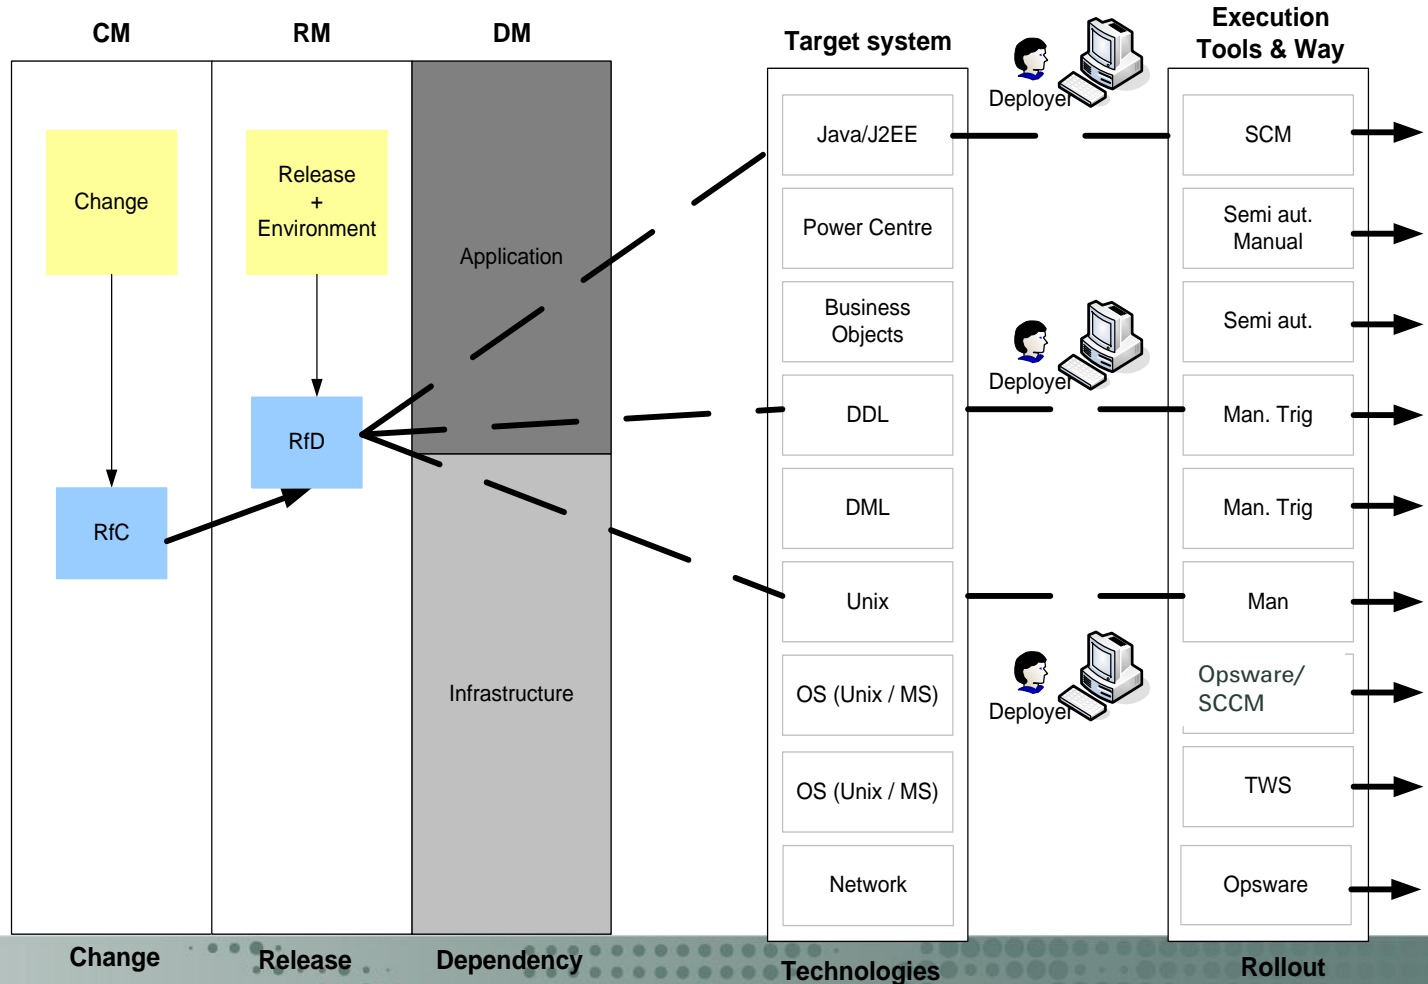 CM
RM
DM
Target system
Execution
Tools & Way
Change
Release
+
Environment
RfD
RfC
Application
Infrastructure
Java/J2EE
Power Centre
Business
Objects
DDL
DML
Unix
OS (Unix / MS)
OS (Unix / MS)
Network
Deployer
Deployer
Deployer
SCM
Semi aut.
Manual
Semi aut.
Man. Trig
Man. Trig
Man
Opsware/
SCCM
TWS
Opsware
Change
Release
Dependency
Technologies
Rollout